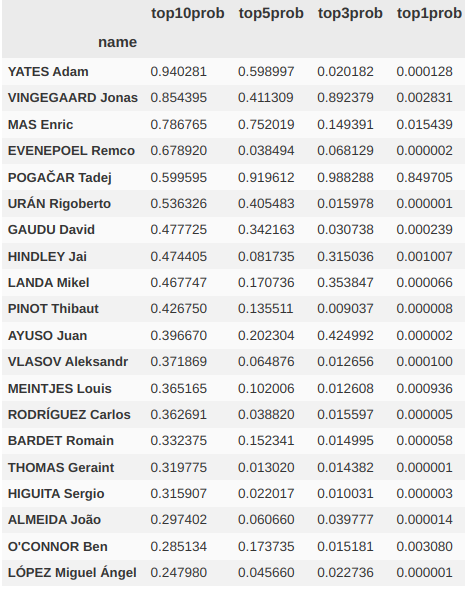 top10prob top5prob top3prob top1prob
name
YATES Adam 0.940281 0.598997 0.020182 0.000128
VINGEGAARD Jonas 0.854395 0.411309 0.892379 0.002831
MAS Enric 0.786765 0.752019 0.149391 0.015439
EVENEPOEL Remco 0.678920 0.038494 0.068129 0.000002
POGAČAR Tadej 0.599595 0.919612 0.988288 0.849705
URÁN Rigoberto 0.536326 0.405483 0.015978 0.000001
GAUDU David 0.477725 0.342163 0.030738 0.000239
HINDLEY Jai 0.474405 0.081735 0.315036 0.001007
LANDA Mikel 0.467747 0.170736 0.353847 0.000066
PINOT Thibaut 0.426750 0.135511 0.009037 0.000008
AYUSO Juan 0.396670 0.202304 0.424992 0.000002
VLASOV Aleksandr 0.371869 0.064876 0.012656 0.000100
MEINTJES Louis 0.365165 0.102006 0.012608 0.000936
RODRÍGUEZ Carlos 0.362691 0.038820 0.015597 0.000005
BARDET Romain 0.332375 0.152341 0.014995 0.000058
THOMAS Geraint 0.319775 0.013020 0.014382 0.000001
HIGUITA Sergio 0.315907 0.022017 0.010031 0.000003
ALMEIDA João 0.297402 0.060660 0.039777 0.000014
O'CONNOR Ben 0.285134 0.173735 0.015181 0.003080
LÓPEZ Miguel Ángel 0.247980 0.045660 0.022736 0.000001